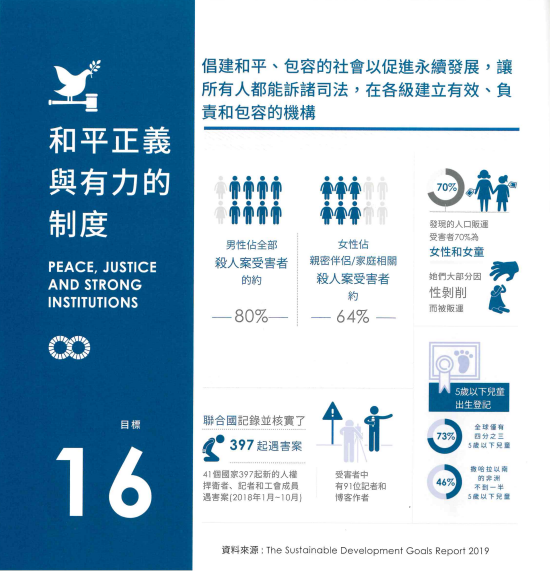 和平正義
與有力的
制度
PEACE, JUSTICE
AND STRONG
INSTITUTIONS
目標
16
倡建和平、包容的社會以促進永續發展，讓
所有人都能訴諸司法，在各級建立有效、負
責和包容的機構
男性佔全部
殺人案受害者
的約
80%
女性佔
親密伴侶/家庭相關
殺人案受害者
約
64%
70%
發現的人口販運
受害者70%為
女性和女童
她們大部分因
性剝削
而被販運
聯合國記錄並核實了
397 起遇害案
41個國家397起新的人權
捍衛者、記者和工會成員
遇害案(2018年1月~10月)
受害者中
有91位記者和
博客作者
5歲以下兒童
出生登記
73%
全球僅有
四分之三
5歲以下兒童
46%
撒哈拉以南
的非洲
不到一半
5歲以下兒童
資料來源 : The Sustainable Development Goals Report 2019